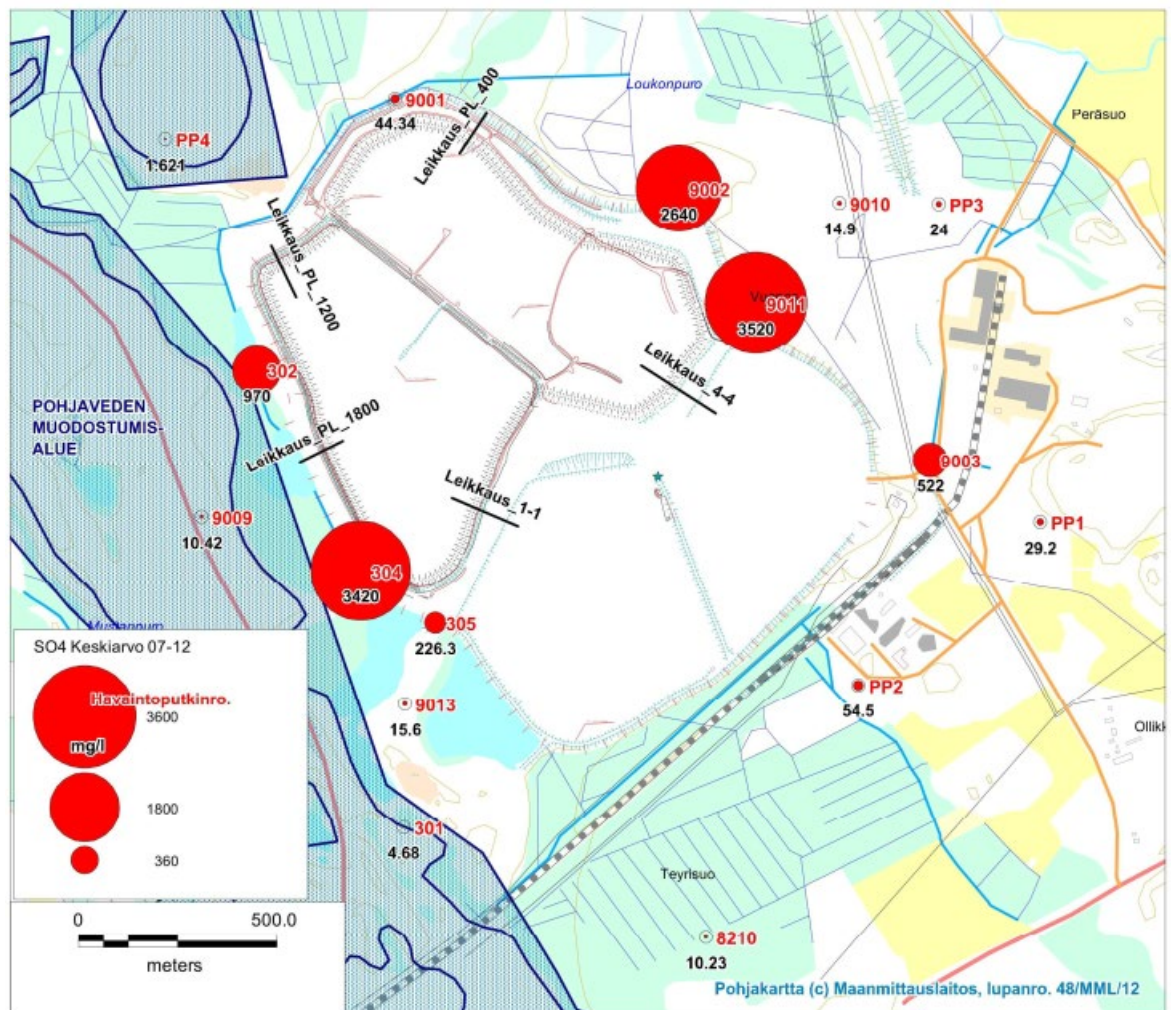 Loukonpuro
Peräsuo
9001
44.34
Leikkaus_PL_400
PP4
1.621
9002
2640
9010
14.9
PP3
24
Leikkaus_PL_1200
9011
3520
302
970
Leikkaus_4-4
POHJAVEDEN
MUODOSTUMIS-
ALUE
Leikkaus_PL_1800
9003
522
Leikkaus_1-1
9009
10.42
PP1
29.2
304
3420
305
226.3
SO4 Keskiarvo 07-12
Havaintoputkinro.
3600
mg/l
1800
360
9013
15.6
PP2
54.5
301
4.68
Teyrisuo
0
500.0
meters
8210
10.23
Pohjakartta (c) Maanmittauslaitos, lupanro. 48/MML/12